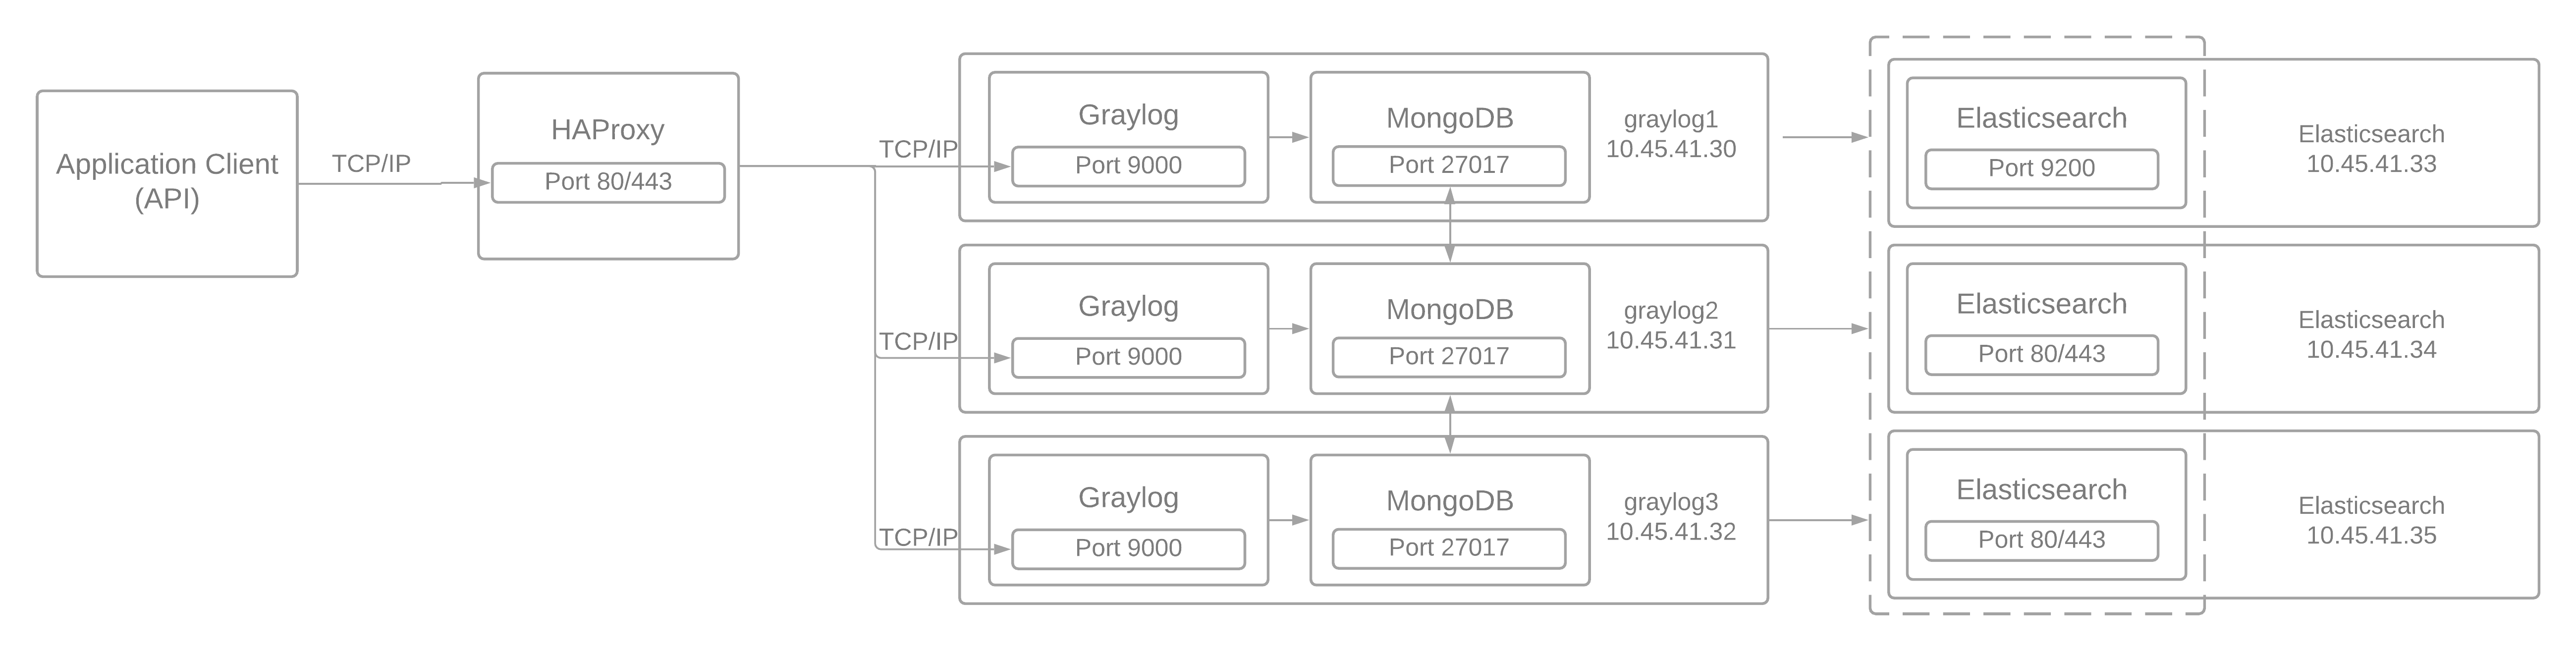 Application Client
(API)
TCP/IP
HAProxy
Port 80/443
TCP/IP
Graylog
Port 9000
MongoDB
Port 27017
graylog1
10.45.41.30
Elasticsearch
Port 9200
Elasticsearch
10.45.41.33
TCP/IP
Graylog
Port 9000
MongoDB
Port 27017
graylog2
10.45.41.31
Elasticsearch
Port 80/443
Elasticsearch
10.45.41.34
TCP/IP
Graylog
Port 9000
MongoDB
Port 27017
graylog3
10.45.41.32
Elasticsearch
Port 80/443
Elasticsearch
10.45.41.35